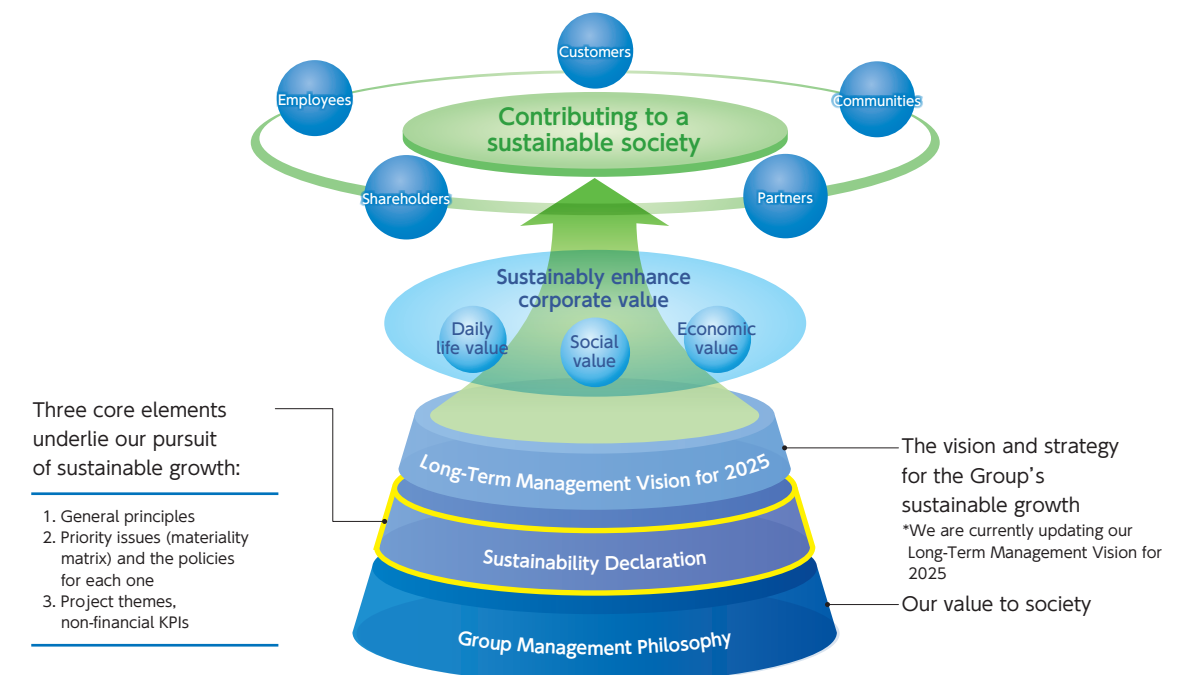 Customers
Employees
Communities
Contributing to a
sustainable society
Shareholders
Partners
Sustainably enhance
corporate value
Daily
life value
Social
value
Economic
value
Three core elements
underlie our pursuit
of sustainable growth:
1. General principles
2. Priority issues (materiality
matrix) and the policies
for each one
3. Project themes,
non-financial KPIs
Long-Term Management Vision for 2025
The vision and strategy
for the Group's
sustainable growth
*We are currently updating our
Long-Term Management Vision for
2025
Sustainability Declaration
Our value to society
Group Management Philosophy